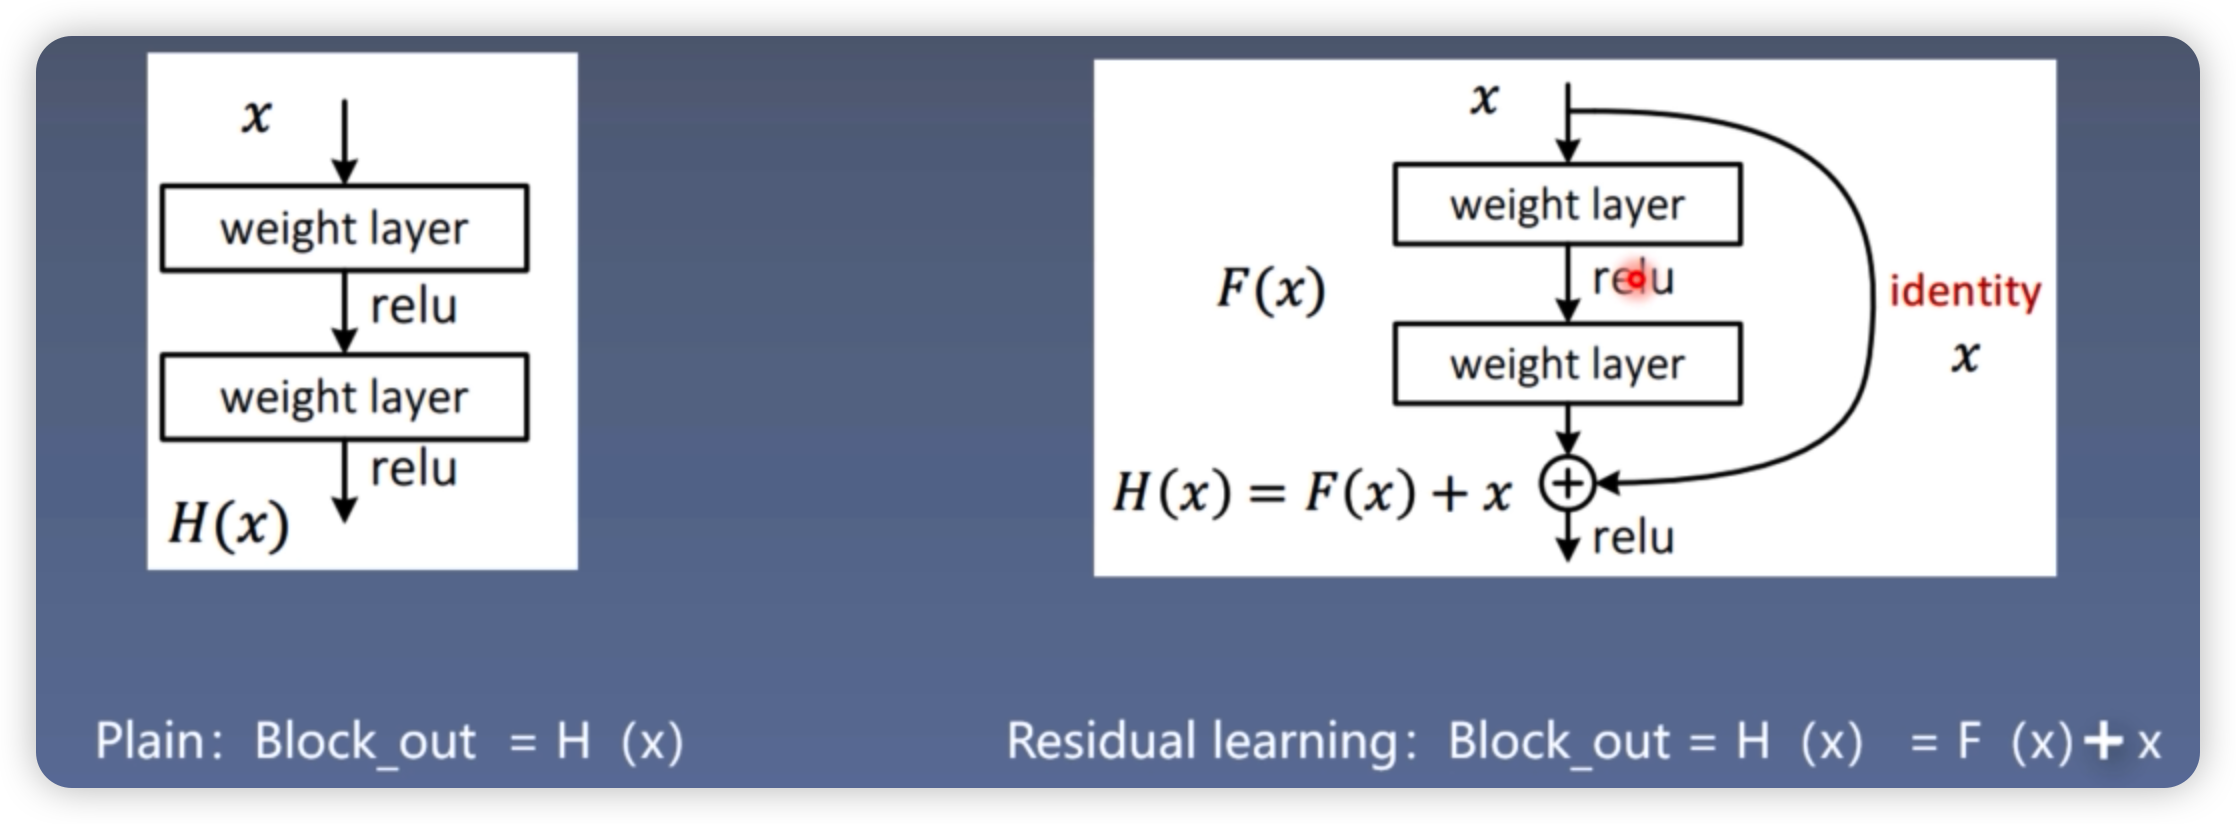 x
weight layer
relu
weight layer
relu
H(x)
x
weight layer
F(x)
relu
identity
x
weight layer
H(x) = F(x) + x
relu
Plain: Block_out = H (x)
Residual learning: Block_out = H (x) = F (x)+ x